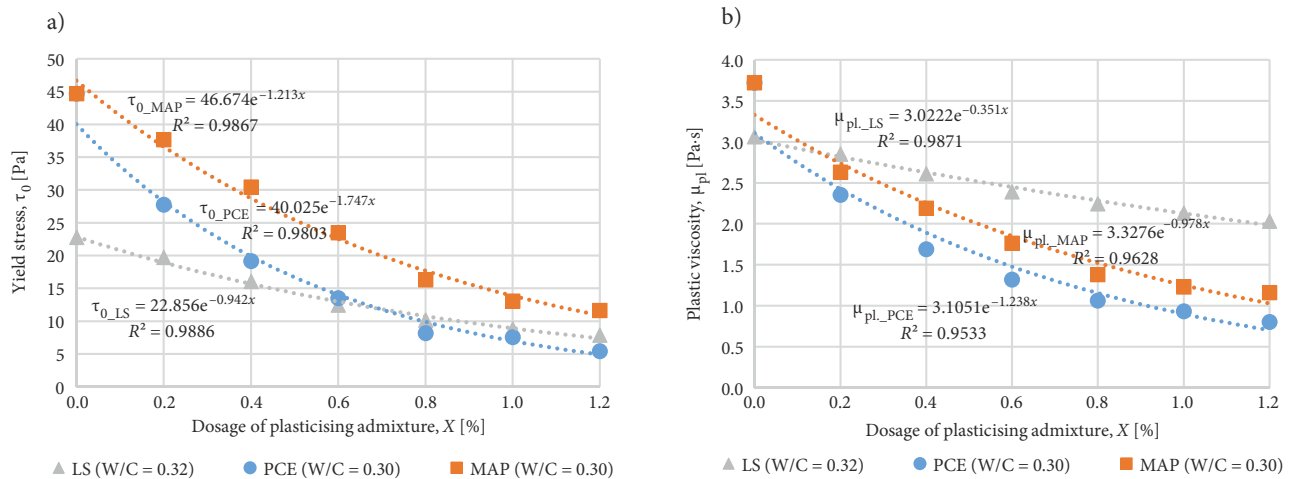 a)
50
45
40
35
30
25
20
15
10
5
0
Yield stress, τ0 [Pa]
τ0_MAP = 46.674e−1.213x
R² = 0.9867
τ0_PCE = 40.025e−1.747x
R² = 0.9803
τ0_LS = 22.856e−0.942x
R² = 0.9886
0.0 0.2 0.4 0.6 0.8 1.0 1.2
Dosage of plasticising admixture, X [%]
LS (W/C = 0.32) PCE (W/C = 0.30) MAP (W/C = 0.30)
b)
4.0
3.5
3.0
2.5
2.0
1.5
1.0
0.5
0.0
Plastic viscosity, μpl [Pa·s]
μpl._LS = 3.0222e−0.351x
R² = 0.9871
μpl._MAP = 3.3276e−0.978x
R² = 0.9628
μpl._PCE = 3.1051e−1.238x
R² = 0.9533
0.0 0.2 0.4 0.6 0.8 1.0 1.2
Dosage of plasticising admixture, X [%]
LS (W/C = 0.32) PCE (W/C = 0.30) MAP (W/C = 0.30)